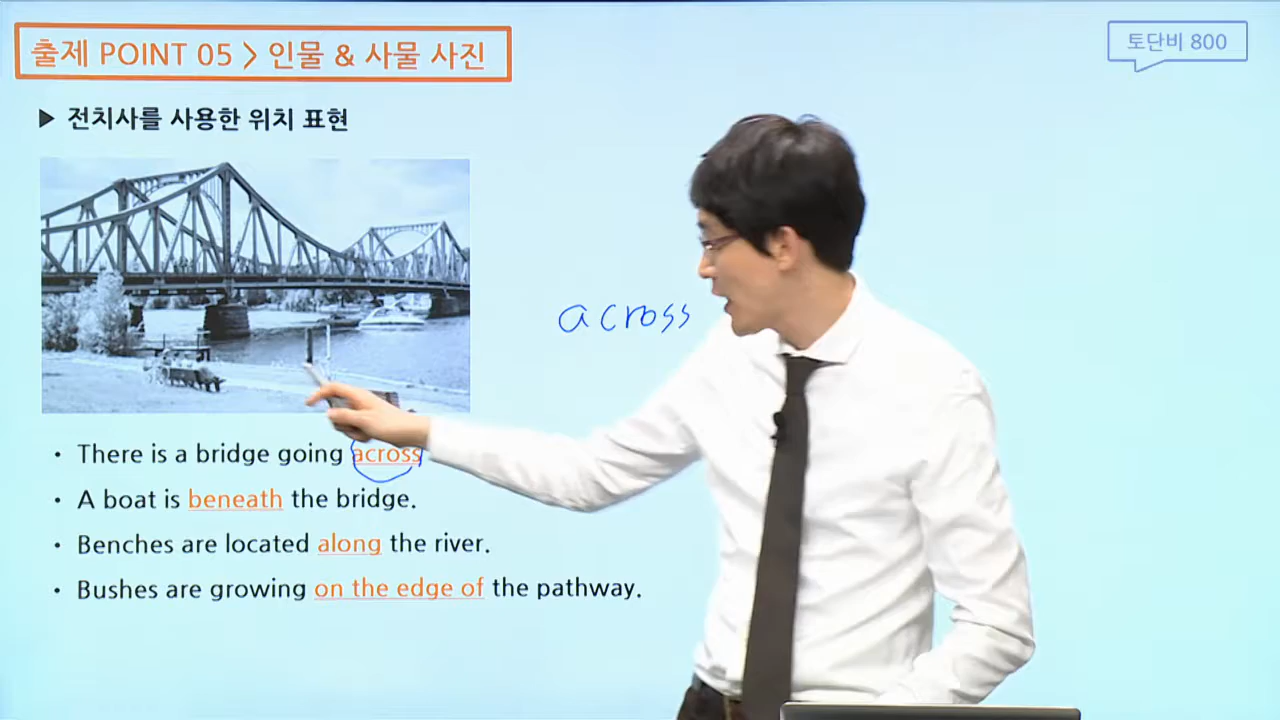 출제 POINT 05 > 인물 & 사물 사진
토단비 800
▶ 전치사를 사용한 위치 표현
across
• There is a bridge going across
• A boat is beneath the bridge.
• Benches are located along the river.
• Bushes are growing on the edge of the pathway.